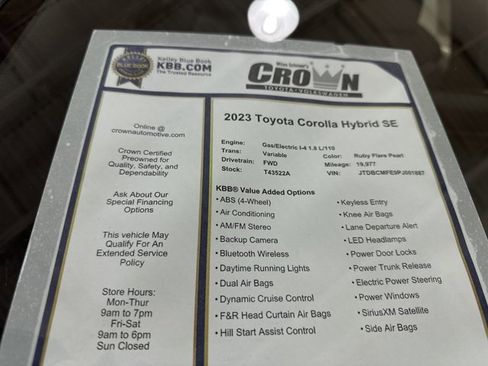 Kelley Blue Book
KBB.COM
The Trusted Resource
BLUE BOOK
CROWN
TOYOTA • VOLKSWAGEN
Online @
crownautomotive.com
Crown Certified
Preowned for
Quality, Safety, and
Dependability
Ask About Our
Special Financing
Options
This vehicle May
Qualify For An
Extended Service
Policy
Store Hours:
Mon-Thur
9am to 7pm
Fri-Sat
9am to 6pm
Sun Closed
2023 Toyota Corolla Hybrid SE
Engine: Gas/Electric I-4 1.8 L/110
Trans: Variable Color: Ruby Flare Pearl
Drivetrain: FWD Mileage: 19,977
Stock: T43522A VIN: JTDBCMFE9PJ001887
KBB® Value Added Options
• ABS (4-Wheel)
• Air Conditioning
• AM/FM Stereo
• Backup Camera
• Bluetooth Wireless
• Daytime Running Lights
• Dual Air Bags
• Dynamic Cruise Control
• F&R Head Curtain Air Bags
• Hill Start Assist Control
• Keyless Entry
• Knee Air Bags
• Lane Departure Alert
• LED Headlamps
• Power Door Locks
• Power Trunk Release
• Electric Power Steering
• Power Windows
• SiriusXM Satellite
• Side Air Bags